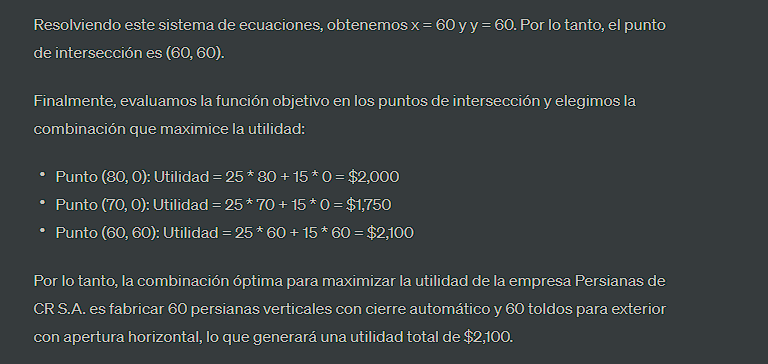 Resolviendo este sistema de ecuaciones, obtenemos x = 60 y y = 60. Por lo tanto, el punto
de intersección es (60, 60).
Finalmente, evaluamos la función objetivo en los puntos de intersección y elegimos la
combinación que maximice la utilidad:
• Punto (80, 0): Utilidad = 25 * 80 + 15 * 0 = $2,000
• Punto (70, 0): Utilidad = 25 * 70 + 15 * 0 = $1,750
• Punto (60, 60): Utilidad = 25 * 60 + 15 * 60 = $2,100
Por lo tanto, la combinación óptima para maximizar la utilidad de la empresa Persianas de
CR S.A. es fabricar 60 persianas verticales con cierre automático y 60 toldos para exterior
con apertura horizontal, lo que generará una utilidad total de $2,100.